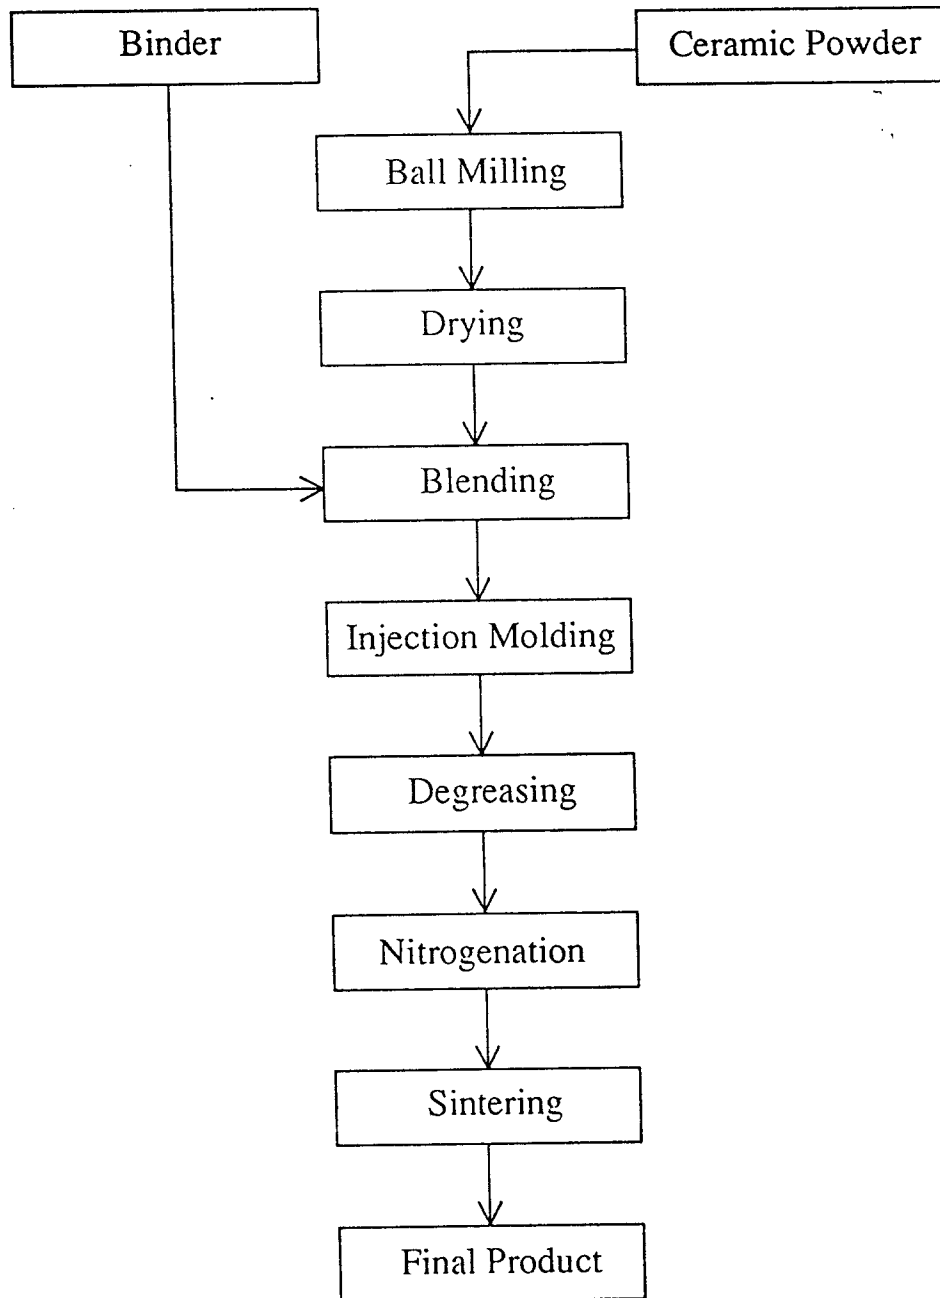 Binder
Ceramic Powder
Ball Milling
Drying
Blending
Injection Molding
Degreasing
Nitrogenation
Sintering
Final Product